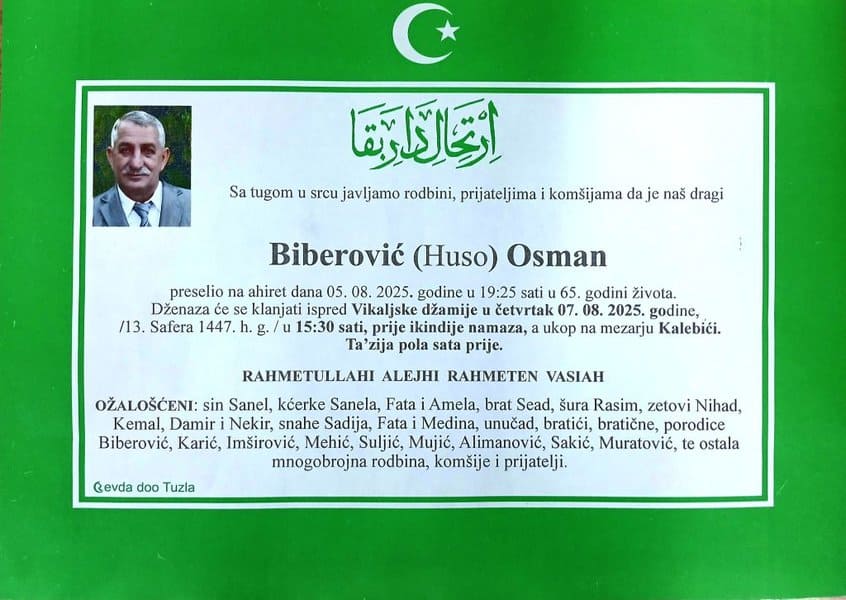 اِرْتِحَالِ دَارِبَقَا
Sa tugom u srcu javljamo rodbini, prijateljima i komšijama da je naš dragi
Biberović (Huso) Osman
preselio na ahiret dana 05. 08. 2025. godine u 19:25 sati u 65. godini života.
Dženaza će se klanjati ispred Vikaljske džamije u četvrtak 07. 08. 2025. godine,
/13. Safera 1447. h. g. / u 15:30 sati, prije ikindije namaza, a ukop na mezarju Kalebići.
Ta'zija pola sata prije.
RAHMETULLAHI ALEJHI RAHMETEN VASIAH
OŽALOŠĆENI: sin Sanel, kćerke Sanela, Fata i Amela, brat Sead, šura Rasim, zetovi Nihad,
Kemal, Damir i Nekir, snahe Sadija, Fata i Medina, unučad, bratići, bratične, porodice
Biberović, Karić, Imširović, Mehić, Suljić, Mujić, Alimanović, Sakić, Muratović, te ostala
mnogobrojna rodbina, komšije i prijatelji.
evda doo Tuzla